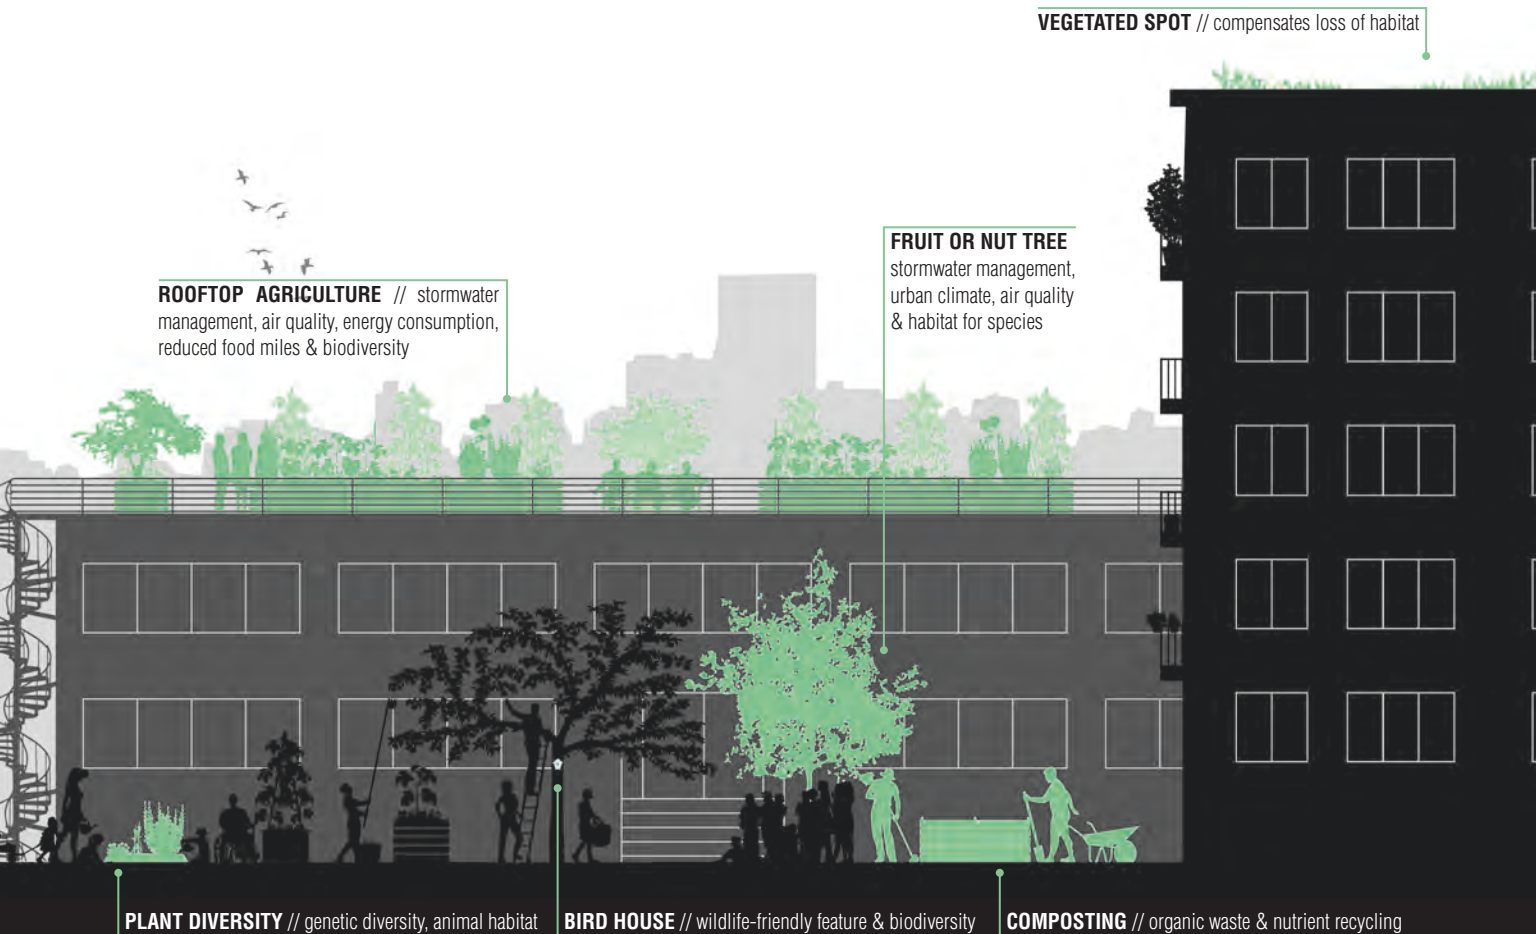 VEGETATED SPOT // compensates loss of habitat
FRUIT OR NUT TREE
stormwater management,
urban climate, air quality
& habitat for species
ROOFTOP AGRICULTURE // stormwater
management, air quality, energy consumption,
reduced food miles & biodiversity
PLANT DIVERSITY // genetic diversity, animal habitat
BIRD HOUSE // wildlife-friendly feature & biodiversity
COMPOSTING // organic waste & nutrient recycling